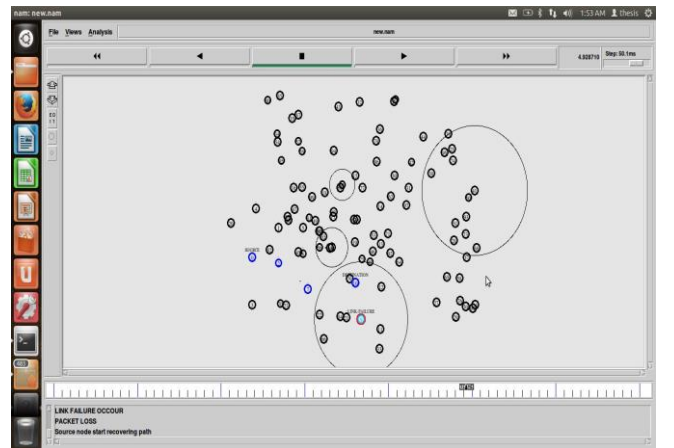 nam: new.nam
1:53 AM thesis
File Views Analysis new.nam
4.928710 Step: 50.1ms
SOURCE
DESTINATION
LINK FAILURE
LINK FAILURE OCCOUR
PACKET LOSS
Source node start recovering path